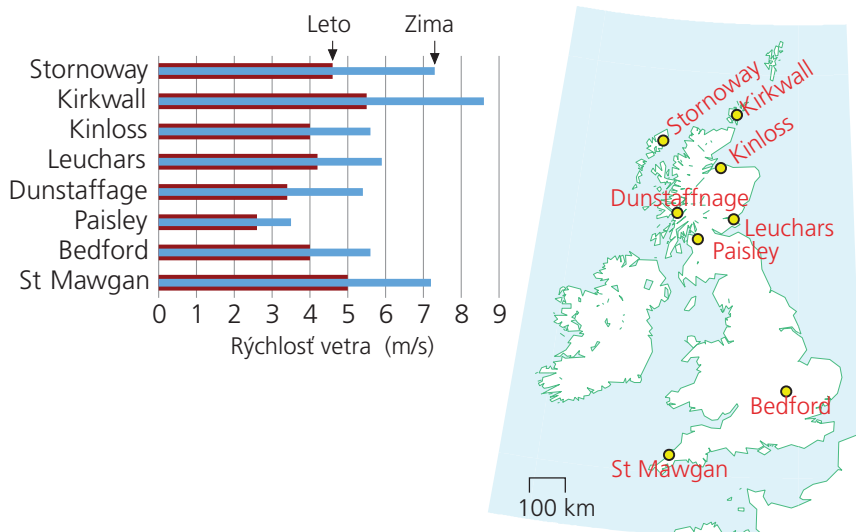 Leto Zima
Stornoway
Kirkwall
Kinloss
Leuchars
Dunstaffage
Paisley
Bedford
St Mawgan
0 1 2 3 4 5 6 7 8 9
Rýchlosť vetra (m/s)
Stornoway
Kirkwall
Kinloss
Dunstaffnage
Leuchars
Paisley
Bedford
St Mawgan
100 km